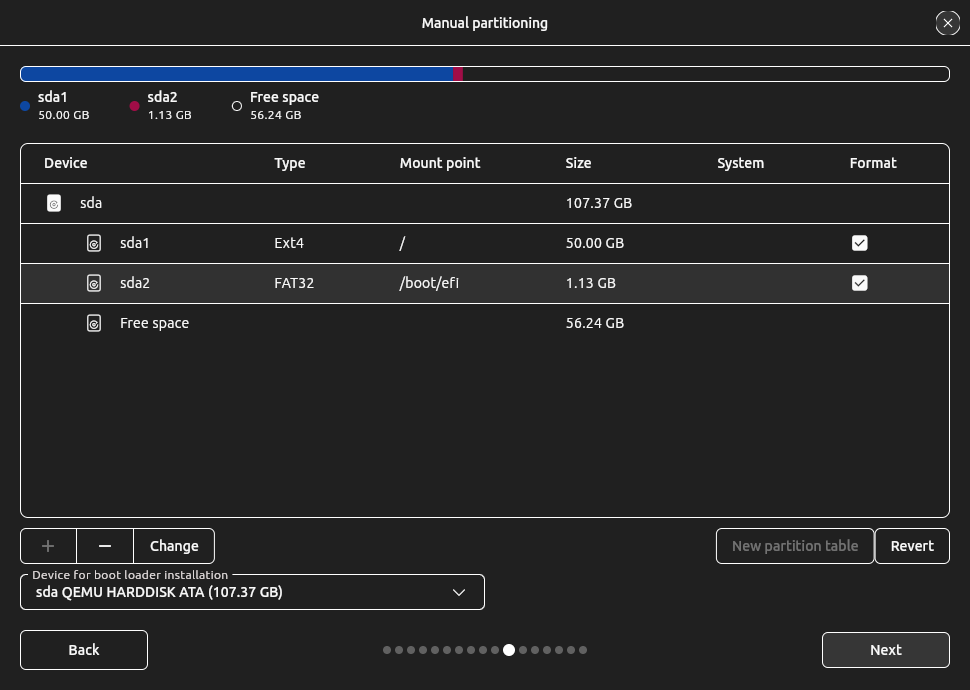 Manual partitioning
sda1
50.00 GB
sda2
1.13 GB
Free space
56.24 GB
Device Type Mount point Size System Format
sda 107.37 GB
sda1 Ext4 / 50.00 GB
sda2 FAT32 /boot/efi 1.13 GB
Free space 56.24 GB
+ − Change New partition table Revert
Device for boot loader installation
sda QEMU HARDDISK ATA (107.37 GB)
Back Next